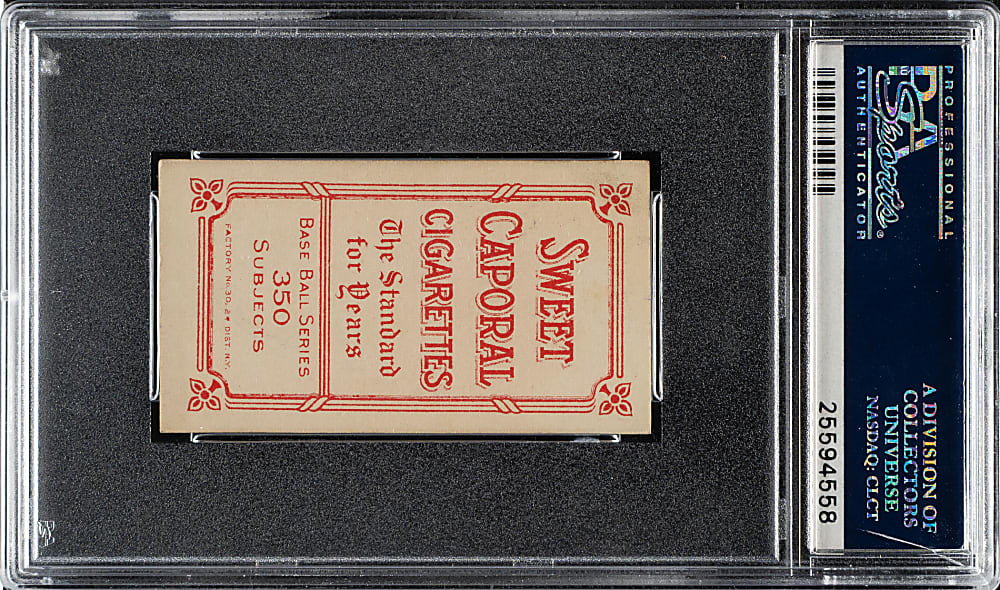 PROFESSIONAL
PSA
Sports®
AUTHENTICATOR
A DIVISION OF
COLLECTORS
UNIVERSE
NASDAQ: CLCT
25594558
SWEET
CAPORAL
CIGARETTES
The Standard
for Years
BASE BALL SERIES
350
SUBJECTS
FACTORY No. 30, 2ᴰ DIST. N.Y.